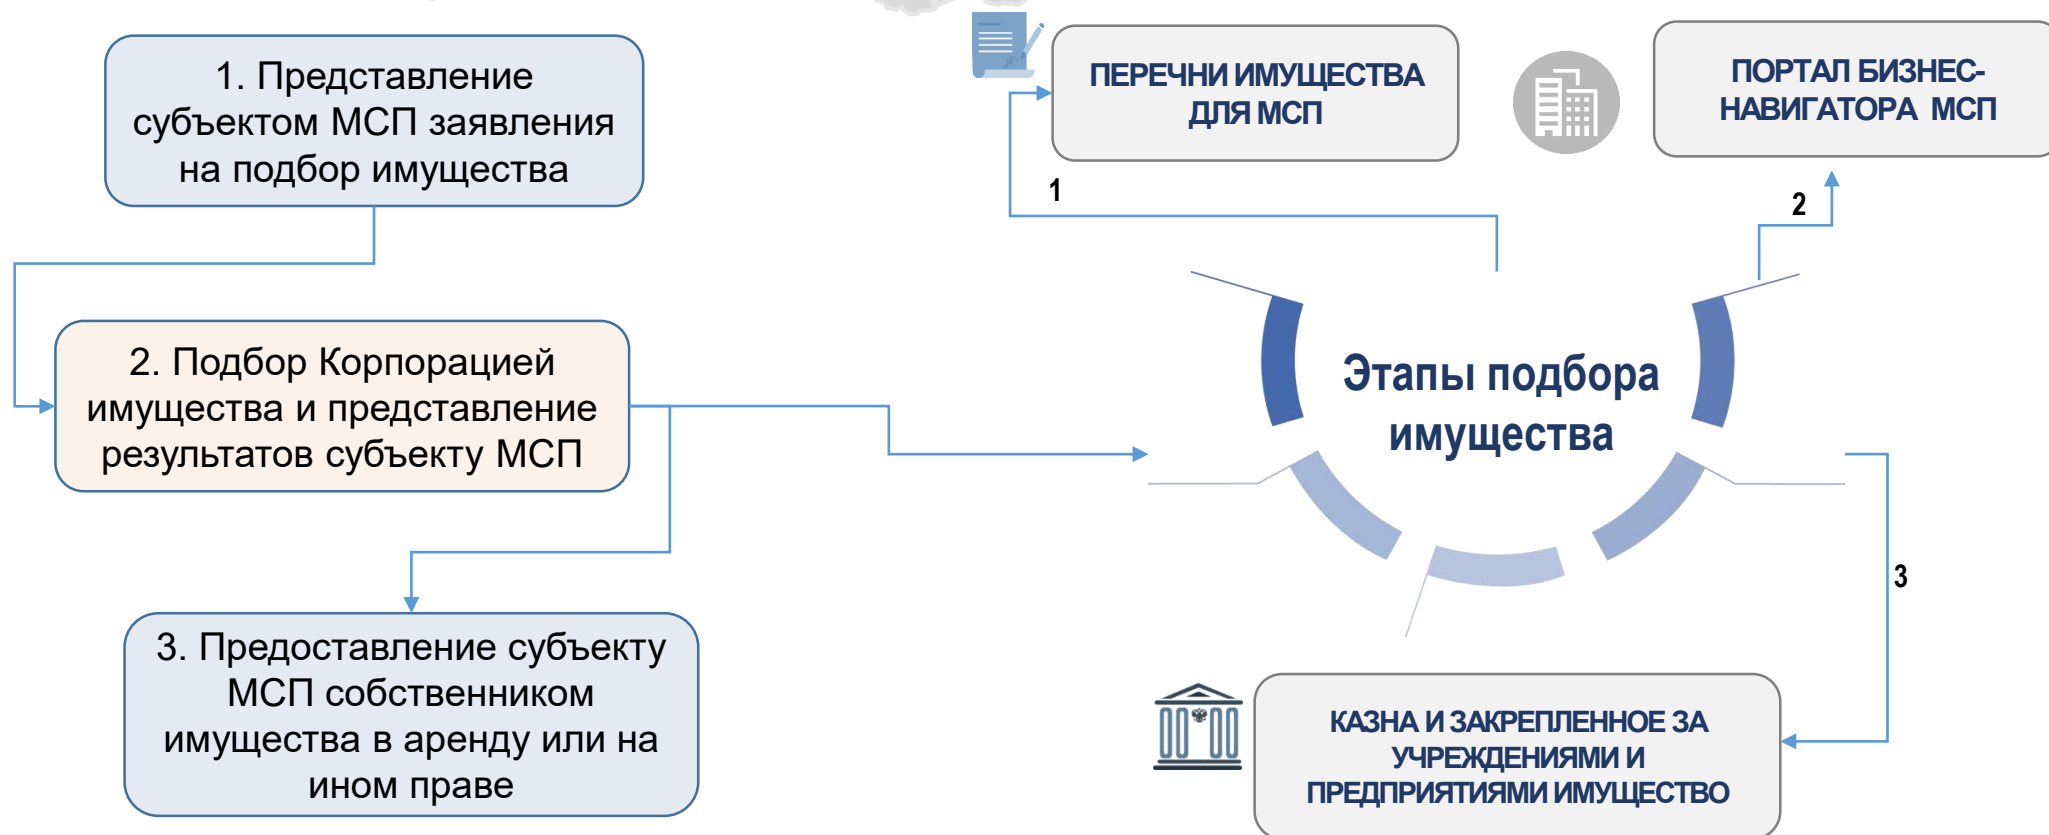 1. Представление
субъектом МСП заявления
на подбор имущества
2. Подбор Корпорацией
имущества и представление
результатов субъекту МСП
3. Предоставление субъекту
МСП собственником
имущества в аренду или на
ином праве
ПЕРЕЧНИ ИМУЩЕСТВА
ДЛЯ МСП
ПОРТАЛ БИЗНЕС-
НАВИГАТОРА МСП
1
2
Этапы подбора
имущества
3
КАЗНА И ЗАКРЕПЛЕННОЕ ЗА
УЧРЕЖДЕНИЯМИ И
ПРЕДПРИЯТИЯМИ ИМУЩЕСТВО